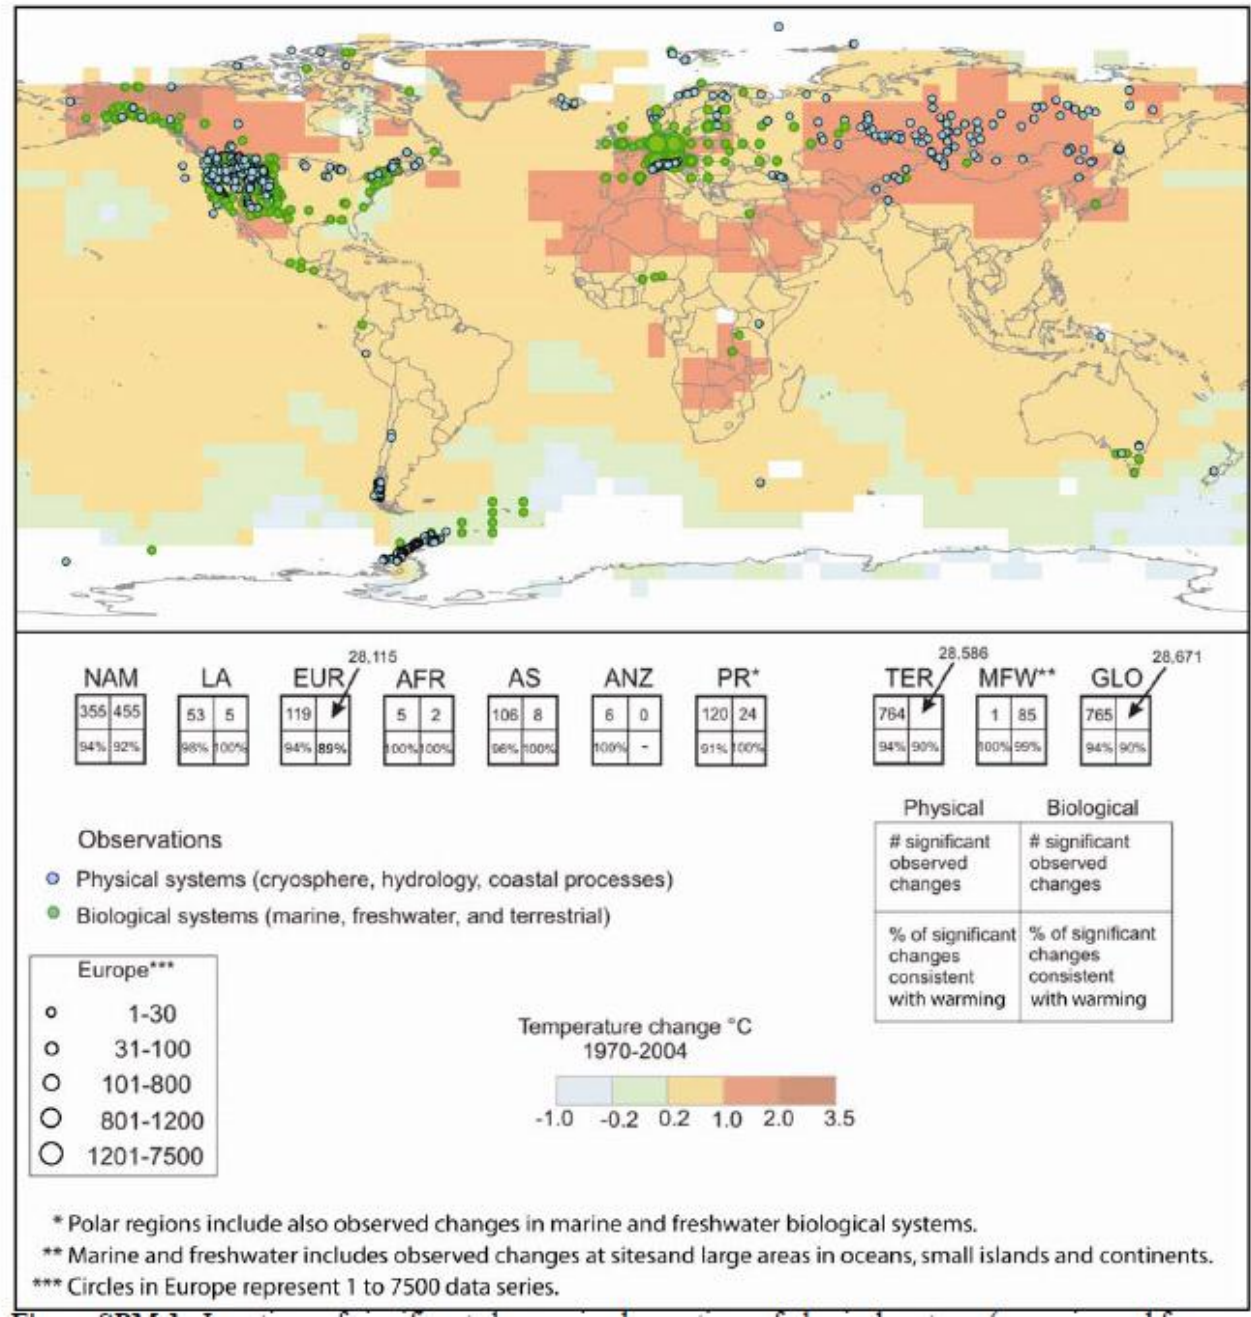 28,115
28,586
28,671
NAM LA EUR AFR AS ANZ PR* TER MFW** GLO
355 455 53 5 119 5 2 106 8 6 0 120 24 764 1 85 765
94% 92% 98% 100% 94% 89% 100% 100% 96% 100% 100% - 91% 100% 94% 90% 100% 99% 94% 90%
Physical Biological
# significant observed changes
# significant observed changes
% of significant changes consistent with warming
% of significant changes consistent with warming
Observations
Physical systems (cryosphere, hydrology, coastal processes)
Biological systems (marine, freshwater, and terrestrial)
Europe***
1-30
31-100
101-800
801-1200
1201-7500
Temperature change °C
1970-2004
-1.0 -0.2 0.2 1.0 2.0 3.5
* Polar regions include also observed changes in marine and freshwater biological systems.
** Marine and freshwater includes observed changes at sitesand large areas in oceans, small islands and continents.
*** Circles in Europe represent 1 to 7500 data series.